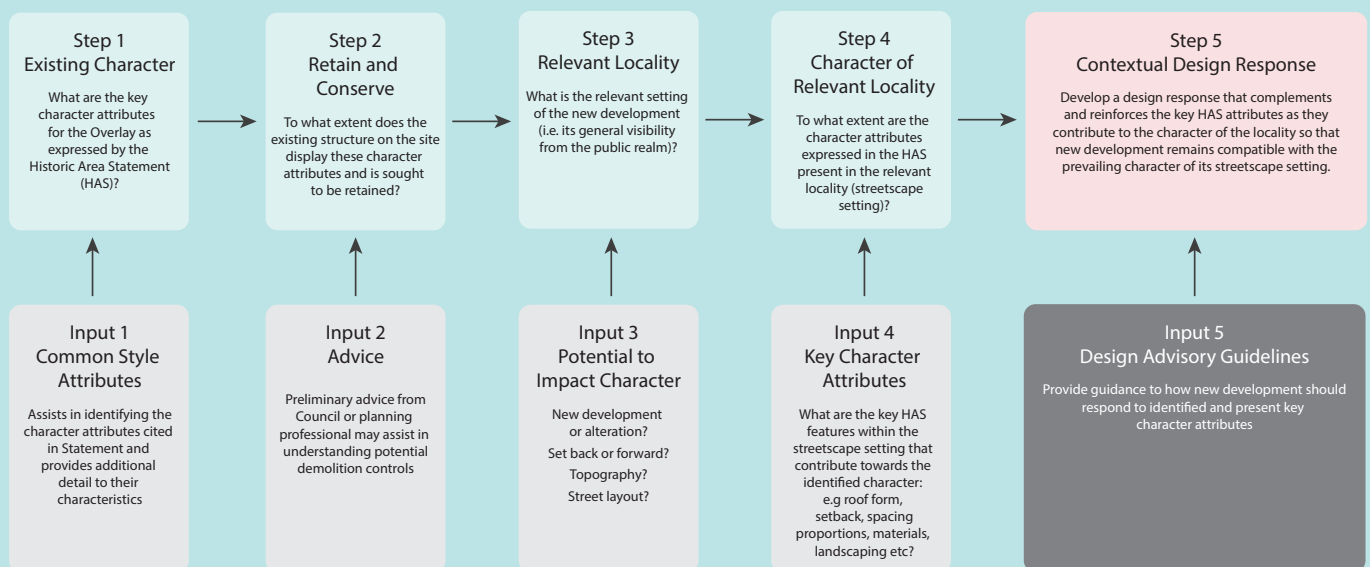 Step 1
Existing Character
What are the key
character attributes
for the Overlay as
expressed by the
Historic Area Statement
(HAS)?
Step 2
Retain and
Conserve
To what extent does the
existing structure on the site
display these character
attributes and is sought
to be retained?
Step 3
Relevant Locality
What is the relevant setting
of the new development
(i.e. its general visibility
from the public realm)?
Step 4
Character of
Relevant Locality
To what extent are the
character attributes
expressed in the HAS
present in the relevant
locality (streetscape
setting)?
Step 5
Contextual Design Response
Develop a design response that complements
and reinforces the key HAS attributes as they
contribute to the character of the locality so that
new development remains compatible with the
prevailing character of its streetscape setting.
Input 1
Common Style
Attributes
Assists in identifying the
character attributes cited
in Statement and
provides additional
detail to their
characteristics
Input 2
Advice
Preliminary advice from
Council or planning
professional may assist in
understanding potential
demolition controls
Input 3
Potential to
Impact Character
New development
or alteration?
Set back or forward?
Topography?
Street layout?
Input 4
Key Character
Attributes
What are the key HAS
features within the
streetscape setting that
contribute towards the
identified character:
e.g roof form,
setback, spacing
proportions, materials,
landscaping etc?
Input 5
Design Advisory Guidelines
Provide guidance to how new development should
respond to identified and present key
character attributes